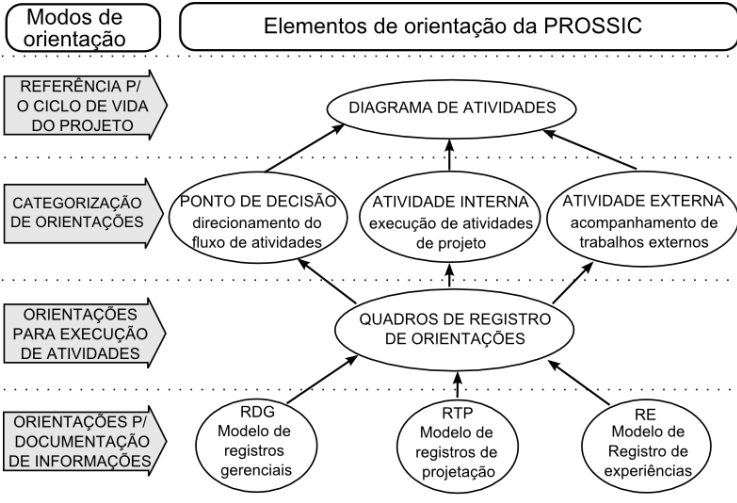 Modos de
orientação
Elementos de orientação da PROSSIC
REFERÊNCIA P/
O CICLO DE VIDA
DO PROJETO
DIAGRAMA DE ATIVIDADES
CATEGORIZAÇÃO
DE ORIENTAÇÕES
PONTO DE DECISÃO
direcionamento do
fluxo de atividades
ATIVIDADE INTERNA
execução de atividades
de projeto
ATIVIDADE EXTERNA
acompanhamento de
trabalhos externos
ORIENTAÇÕES
PARA EXECUÇÃO
DE ATIVIDADES
QUADROS DE REGISTRO
DE ORIENTAÇÕES
ORIENTAÇÕES P/
DOCUMENTAÇÃO
DE INFORMAÇÕES
RDG
Modelo de
registros
gerenciais
RTP
Modelo de
registros de
projetação
RE
Modelo de
Registro de
experiências